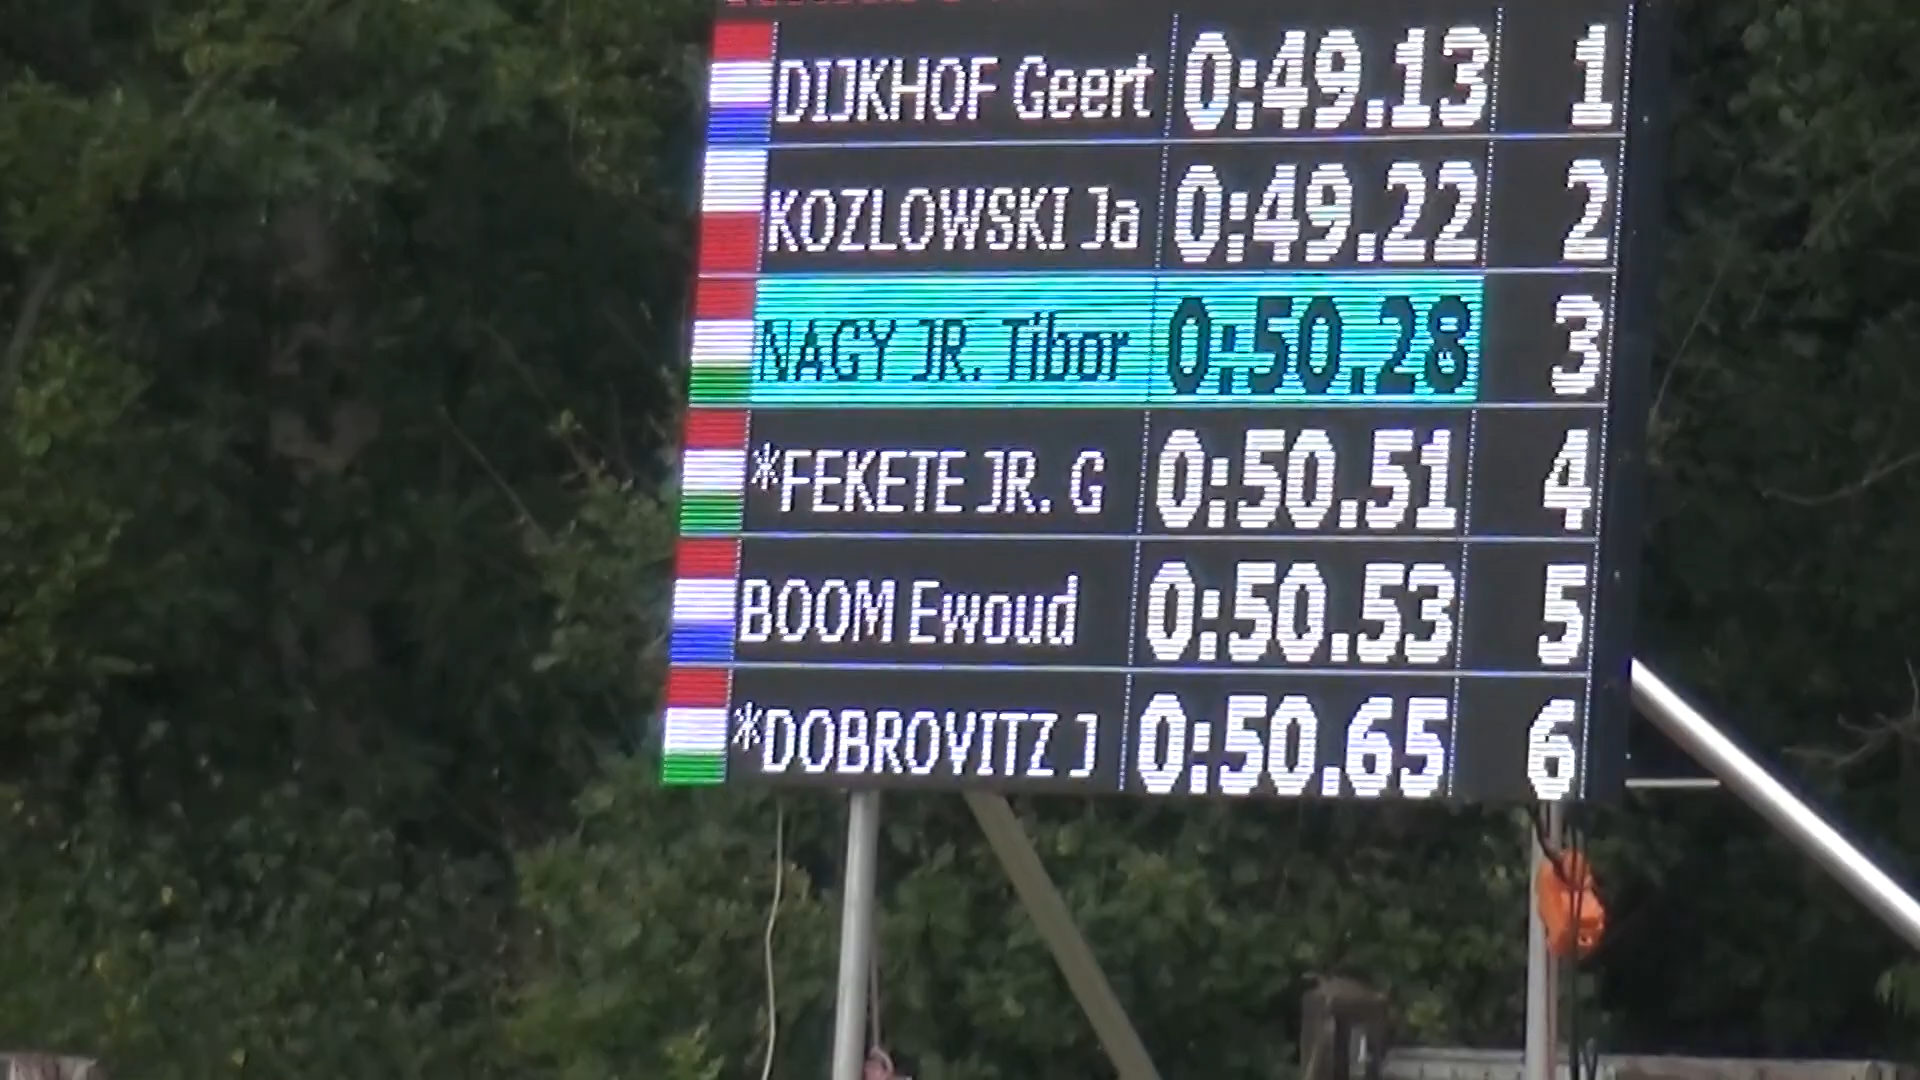 DIJKHOF Geert 0:49.13 1
KOZLOWSKI Ja 0:49.22 2
NAGY JR. Tibor 0:50.28 3
*FEKETE JR. G 0:50.51 4
BOOM Ewoud 0:50.53 5
*DOBROVITZ J 0:50.65 6